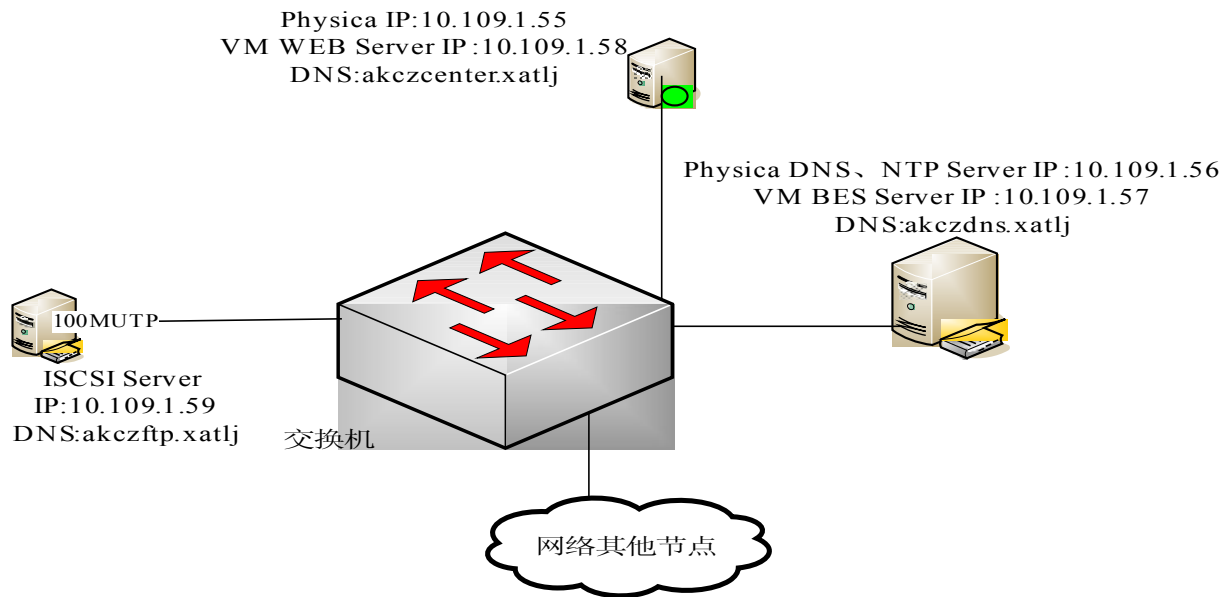 Physica IP:10.109.1.55
VM WEB Server IP:10.109.1.58
DNS:akczcenter.xatlj
Physica DNS、NTP Server IP:10.109.1.56
VM BES Server IP:10.109.1.57
DNS:akczdns.xatlj
100MUTP
ISCSI Server
IP:10.109.1.59
DNS:akczftp.xatlj
交换机
网络其他节点